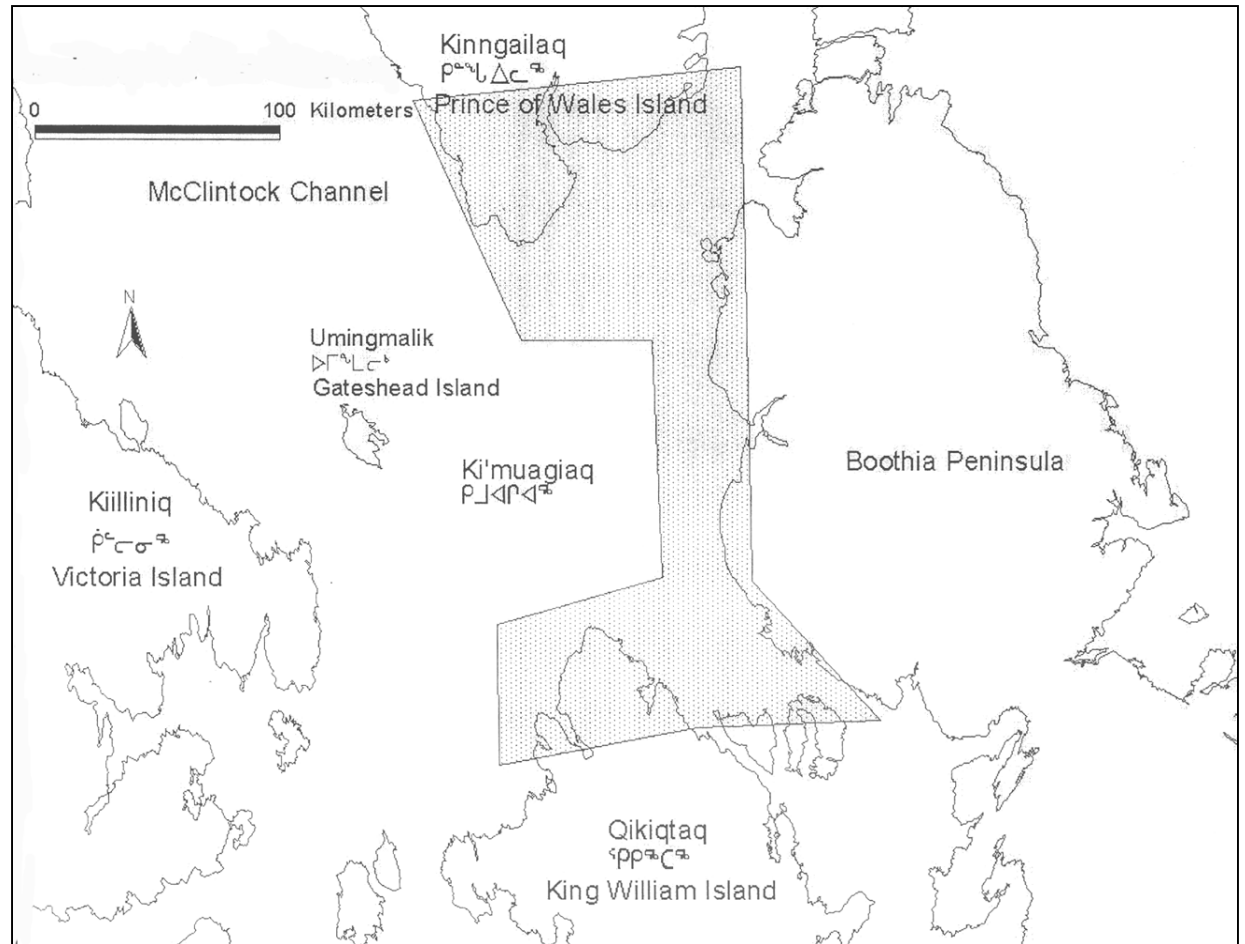 Kinngailaq
ᑭᓐᖓᐃᓚᖅ
Prince of Wales Island
0 100 Kilometers
McClintock Channel
N
Umingmalik
ᐅᒥᖕᒪᓕᒃ
Gateshead Island
Ki'muagiaq
ᑭᒧᐊᒋᐊᖅ
Boothia Peninsula
Kiilliniq
ᑮᓪᓕᓂᖅ
Victoria Island
Qikiqtaq
ᕿᑭᖅᑕᖅ
King William Island